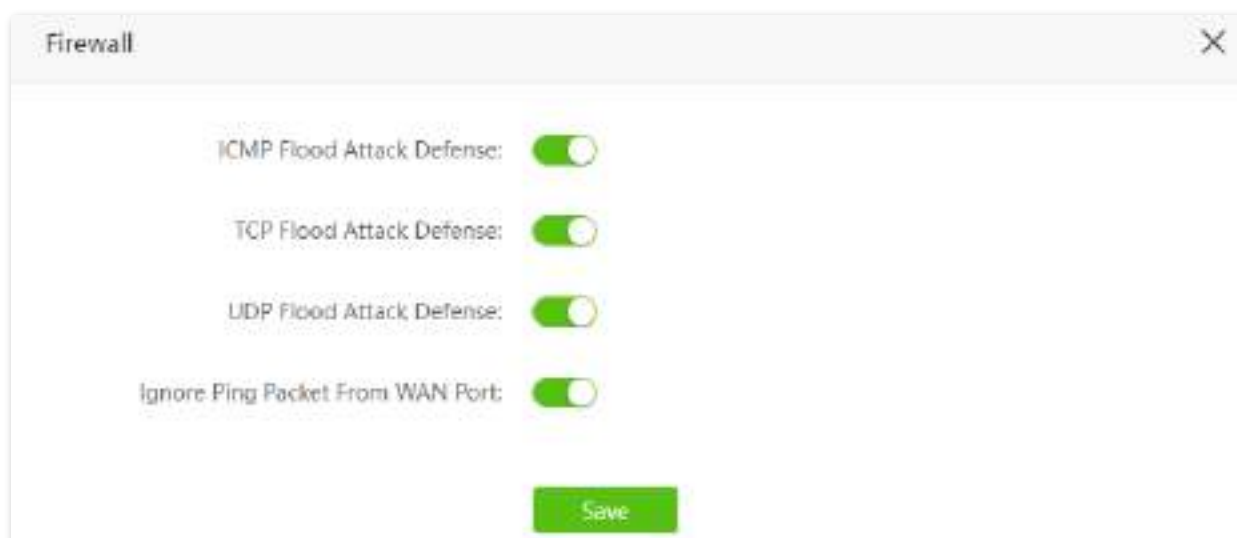 Firewall
ICMP Flood Attack Defense:
TCP Flood Attack Defense:
UDP Flood Attack Defense:
Ignore Ping Packet From WAN Port:
Save